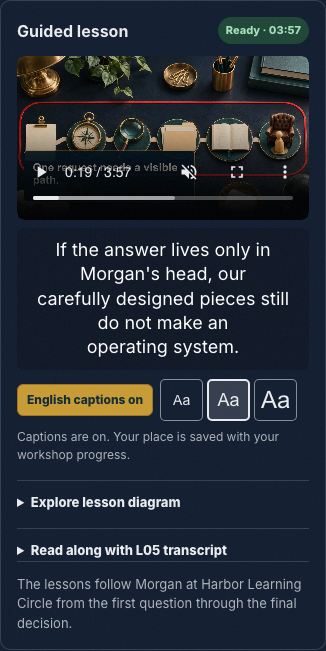 Guided lesson
Ready · 03:57
One request needs a visible
path.
0:19 / 3:57
If the answer lives only in
Morgan's head, our
carefully designed pieces still
do not make an
operating system.
English captions on
Aa
Aa
Aa
Captions are on. Your place is saved with your
workshop progress.
Explore lesson diagram
Read along with L05 transcript
The lessons follow Morgan at Harbor Learning
Circle from the first question through the final
decision.